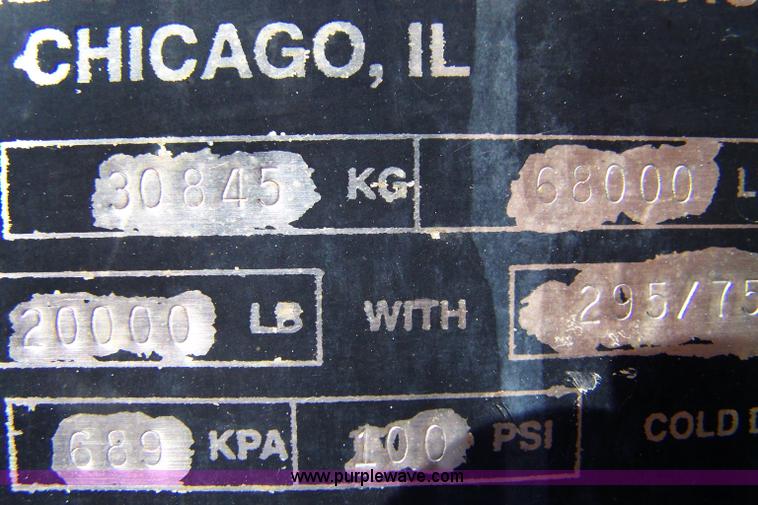 CHICAGO, IL
30845 KG 68000 L
20000 LB WITH 295/75
689 KPA 100 PSI COLD
www.purplewave.com